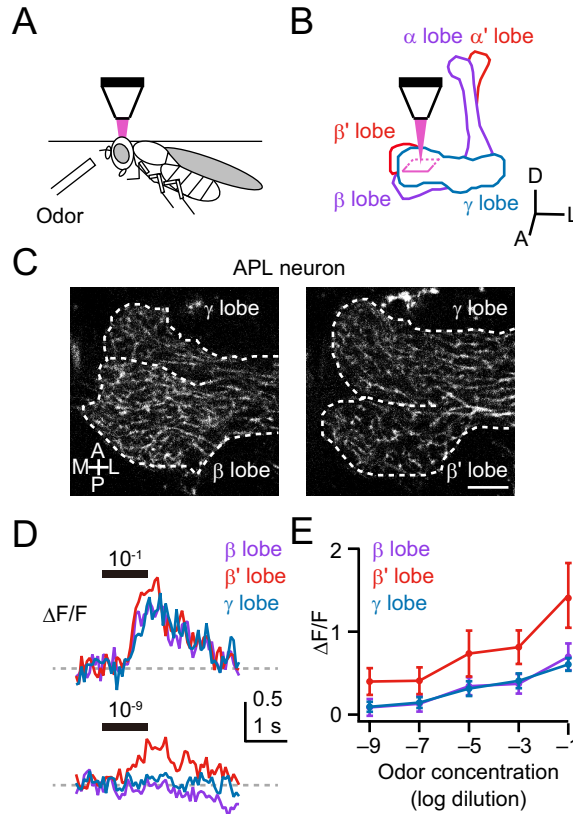 A
Odor
B
α lobe α' lobe
β' lobe
β lobe
γ lobe
D
L
A
C
APL neuron
γ lobe
A
M L
P
β lobe
γ lobe
β' lobe
D
10⁻¹
β lobe
β' lobe
γ lobe
ΔF/F
0.5
1 s
10⁻⁹
E
β lobe
β' lobe
γ lobe
2
1
0
ΔF/F
–9 –7 –5 –3 –1
Odor concentration
(log dilution)